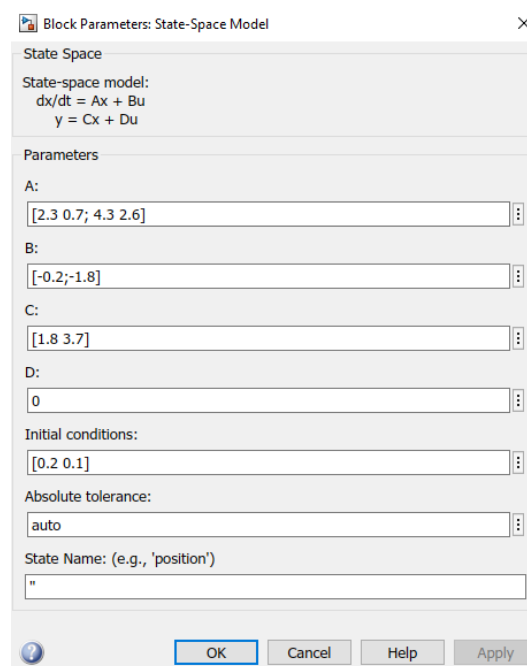 Block Parameters: State-Space Model
State Space
State-space model:
dx/dt = Ax + Bu
y = Cx + Du
Parameters
A:
[2.3 0.7; 4.3 2.6]
B:
[-0.2;-1.8]
C:
[1.8 3.7]
D:
0
Initial conditions:
[0.2 0.1]
Absolute tolerance:
auto
State Name: (e.g., 'position')
''
OK Cancel Help Apply